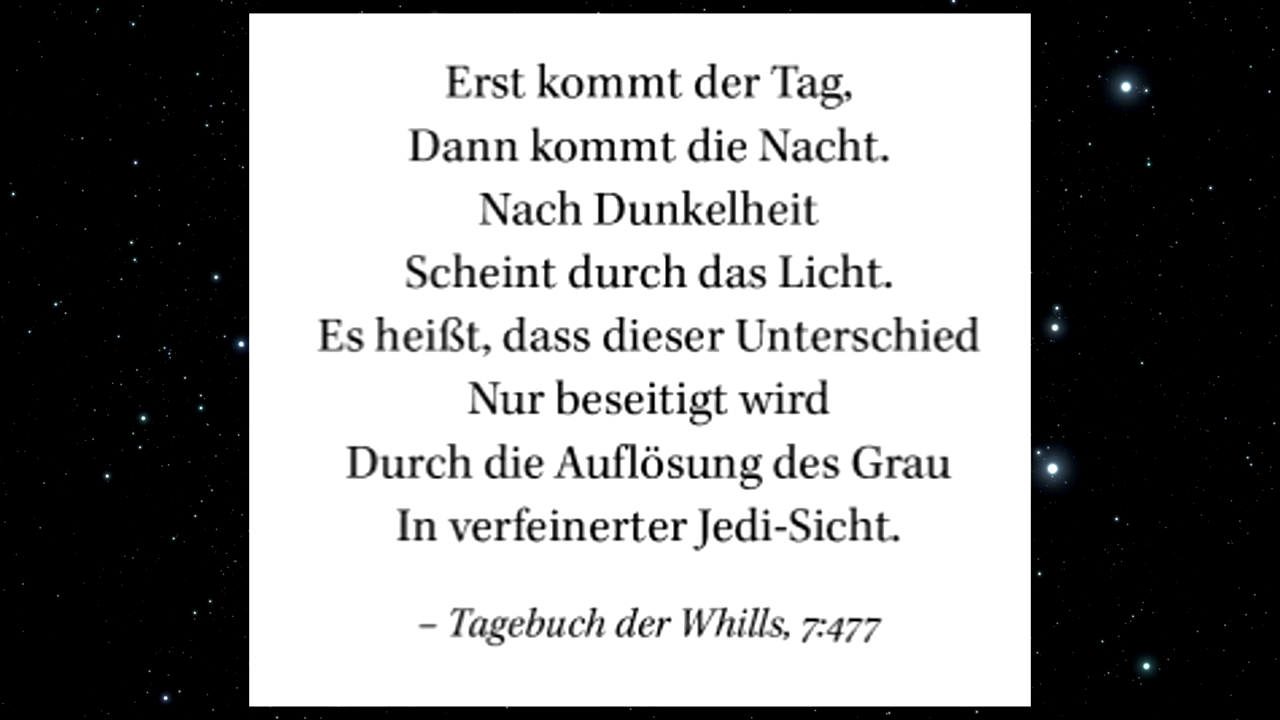 Erst kommt der Tag,
Dann kommt die Nacht.
Nach Dunkelheit
Scheint durch das Licht.
Es heißt, dass dieser Unterschied
Nur beseitigt wird
Durch die Auflösung des Grau
In verfeinerter Jedi-Sicht.
– Tagebuch der Whills, 7:477